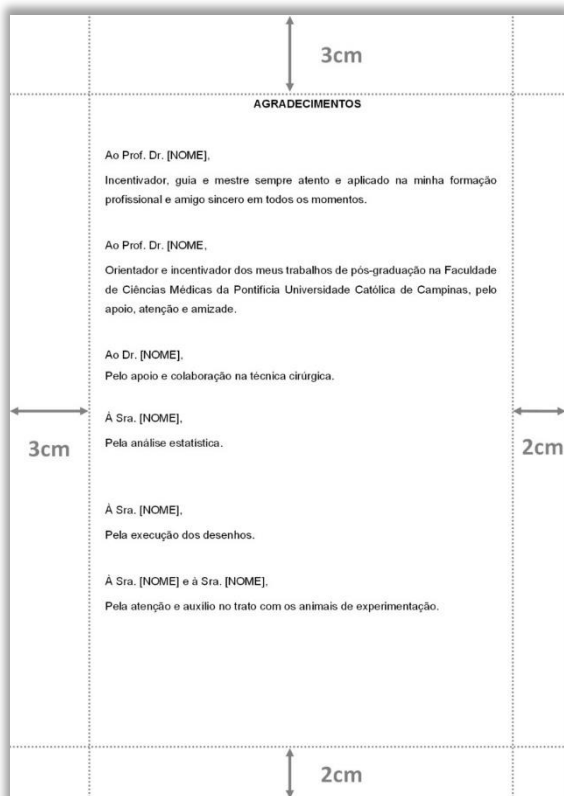 3cm
AGRADECIMENTOS
Ao Prof. Dr. [NOME],
Incentivador, guia e mestre sempre atento e aplicado na minha formação
profissional e amigo sincero em todos os momentos.
Ao Prof. Dr. [NOME,
Orientador e incentivador dos meus trabalhos de pós-graduação na Faculdade
de Ciências Médicas da Pontifícia Universidade Católica de Campinas, pelo
apoio, atenção e amizade.
Ao Dr. [NOME],
Pelo apoio e colaboração na técnica cirúrgica.
À Sra. [NOME],
Pela análise estatística.
3cm
2cm
À Sra. [NOME],
Pela execução dos desenhos.
À Sra. [NOME] e à Sra. [NOME],
Pela atenção e auxílio no trato com os animais de experimentação.
2cm